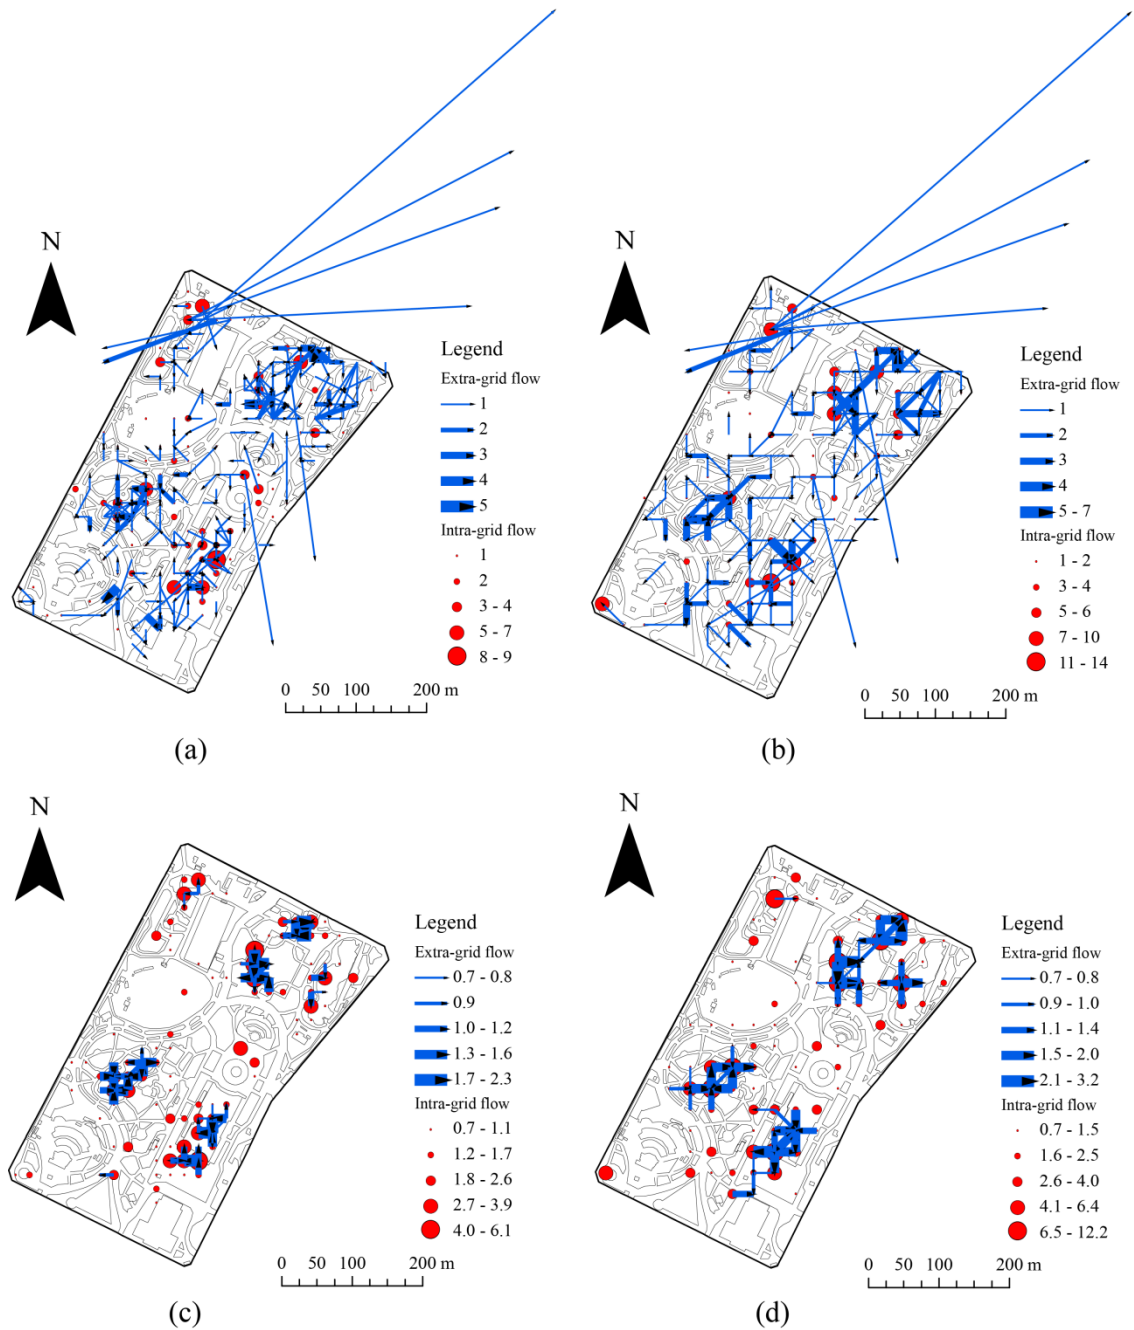 N
Legend
Extra-grid flow
1
2
3
4
5
Intra-grid flow
1
2
3 - 4
5 - 7
8 - 9
0 50 100 200 m
(a)
N
Legend
Extra-grid flow
1
2
3
4
5 - 7
Intra-grid flow
1 - 2
3 - 4
5 - 6
7 - 10
11 - 14
0 50 100 200 m
(b)
N
Legend
Extra-grid flow
0.7 - 0.8
0.9
1.0 - 1.2
1.3 - 1.6
1.7 - 2.3
Intra-grid flow
0.7 - 1.1
1.2 - 1.7
1.8 - 2.6
2.7 - 3.9
4.0 - 6.1
0 50 100 200 m
(c)
N
Legend
Extra-grid flow
0.7 - 0.8
0.9 - 1.0
1.1 - 1.4
1.5 - 2.0
2.1 - 3.2
Intra-grid flow
0.7 - 1.5
1.6 - 2.5
2.6 - 4.0
4.1 - 6.4
6.5 - 12.2
0 50 100 200 m
(d)